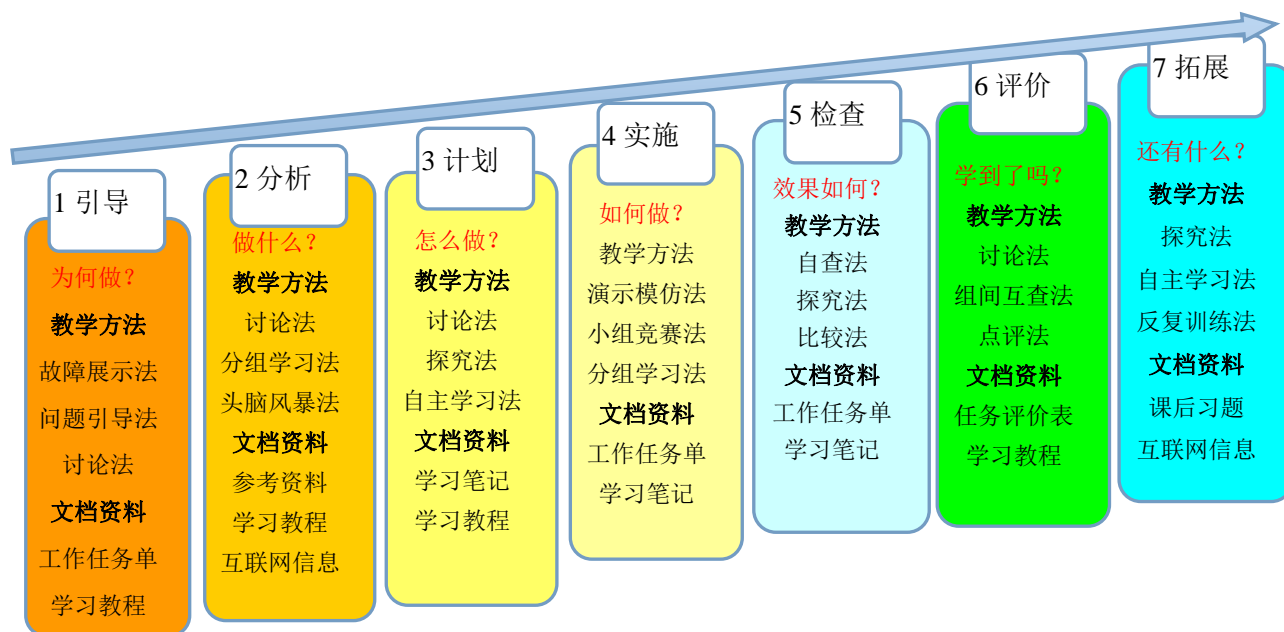 1 引导
为何做？
教学方法
故障展示法
问题引导法
讨论法
文档资料
工作任务单
学习教程
2 分析
做什么？
教学方法
讨论法
分组学习法
头脑风暴法
文档资料
参考资料
学习教程
互联网信息
3 计划
怎么做？
教学方法
讨论法
探究法
自主学习法
文档资料
学习笔记
学习教程
4 实施
如何做？
教学方法
演示模仿法
小组竞赛法
分组学习法
文档资料
工作任务单
学习笔记
5 检查
效果如何？
教学方法
自查法
探究法
比较法
文档资料
工作任务单
学习笔记
6 评价
学到了吗？
教学方法
讨论法
组间互查法
点评法
文档资料
任务评价表
学习教程
7 拓展
还有什么？
教学方法
探究法
自主学习法
反复训练法
文档资料
课后习题
互联网信息